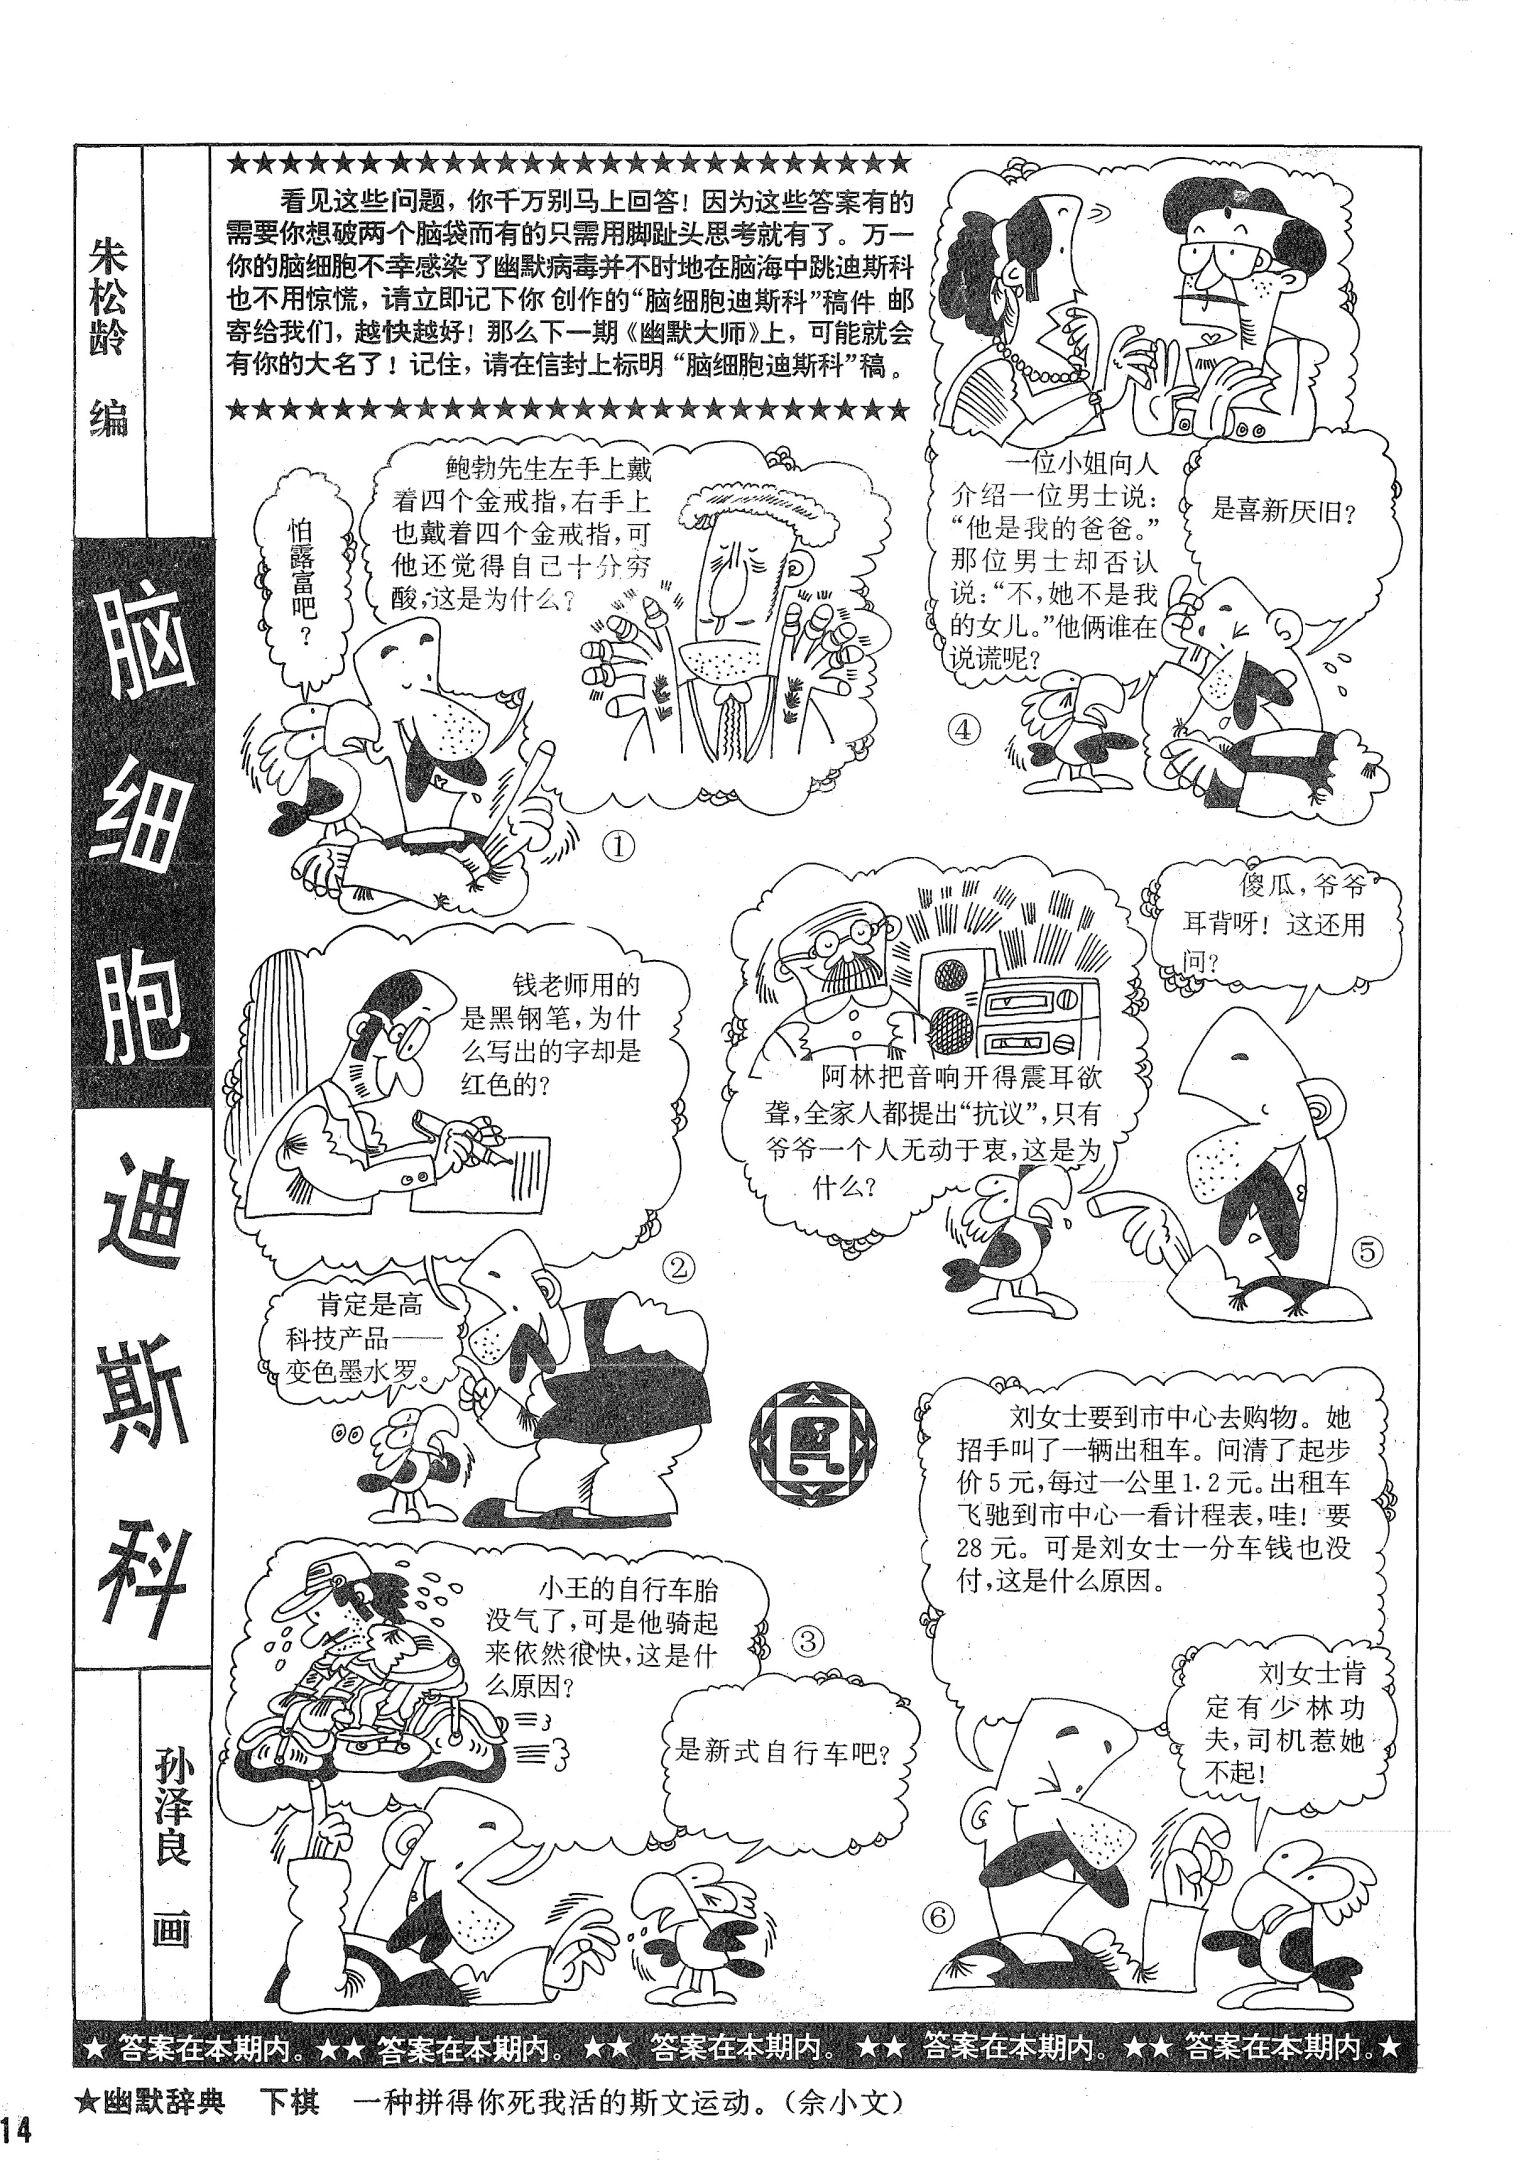 朱松龄 编
脑细胞迪斯科
孙泽良 画
★★★★★★★★★★★★★★★★★★★★★★★★★★
看见这些问题，你千万别马上回答！因为这些答案有的
需要你想破两个脑袋而有的只需用脚趾头思考就有了。万一
你的脑细胞不幸感染了幽默病毒并不时地在脑海中跳迪斯科
也不用惊慌，请立即记下你创作的“脑细胞迪斯科”稿件 邮
寄给我们，越快越好！那么下一期《幽默大师》上，可能就会
有你的大名了！记住，请在信封上标明“脑细胞迪斯科”稿。
★★★★★★★★★★★★★★★★★★★★★★★★★★
鲍勃先生左手上戴
着四个金戒指，右手上
也戴着四个金戒指，可
他还觉得自己十分穷
酸，这是为什么？
怕露富吧？
①
钱老师用的
是黑钢笔，为什
么写出的字却是
红色的？
②
肯定是高
科技产品——
变色墨水罗。
小王的自行车胎
没气了，可是他骑起
来依然很快，这是什
么原因？
③
是新式自行车吧？
一位小姐向人
介绍一位男士说：
“他是我的爸爸。”
那位男士却否认
说：“不，她不是我
的女儿。”他俩谁在
说谎呢？
是喜新厌旧？
④
阿林把音响开得震耳欲
聋，全家人都提出“抗议”，只有
爷爷一个人无动于衷，这是为
什么？
傻瓜，爷爷
耳背呀！这还用
问？
⑤
刘女士要到市中心去购物。她
招手叫了一辆出租车。问清了起步
价5元，每过一公里1.2元。出租车
飞驰到市中心一看计程表，哇！要
28元。可是刘女士一分车钱也没
付，这是什么原因。
刘女士肯
定有少林功
夫，司机惹她
不起！
⑥
★ 答案在本期内。★★ 答案在本期内。★★ 答案在本期内。★★ 答案在本期内。★★ 答案在本期内。★
★幽默辞典 下棋 一种拼得你死我活的斯文运动。（佘小文）
14